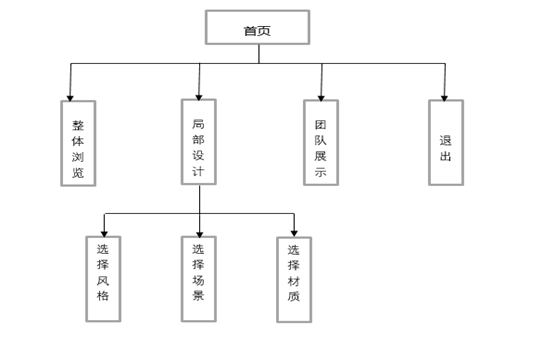 首页
整体浏览
局部设计
团队展示
退出
选择风格
选择场景
选择材质